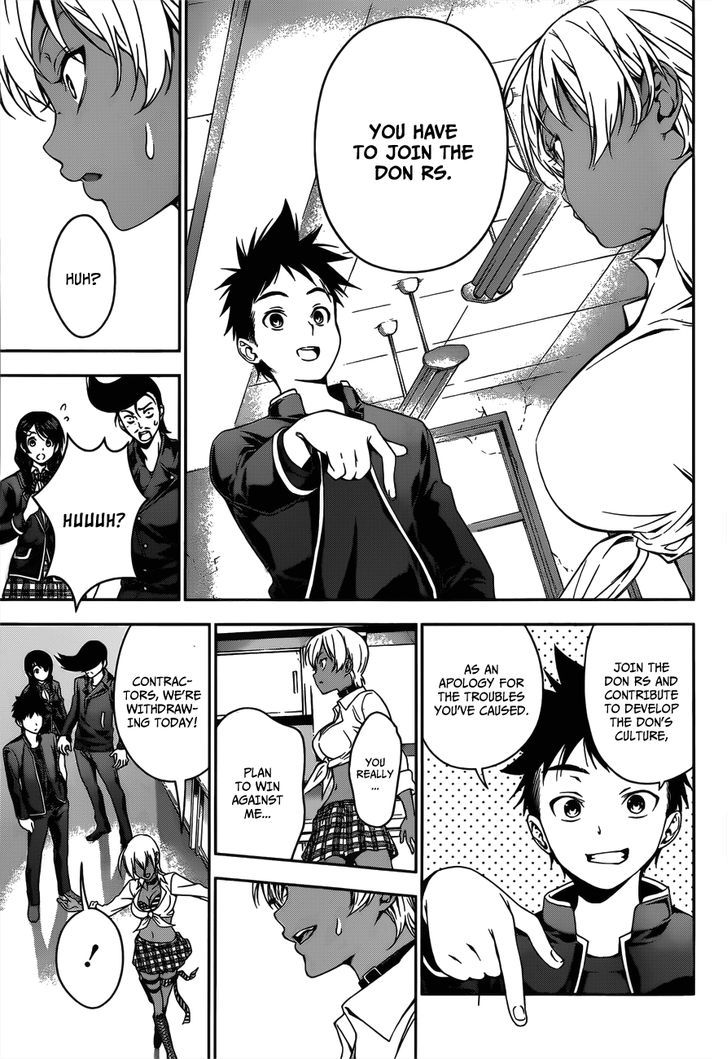 YOU HAVE
TO JOIN THE
DON RS.
HUH?
HUUUH?
JOIN THE
DON RS AND
CONTRIBUTE
TO DEVELOP
THE DON'S
CULTURE,
AS AN
APOLOGY FOR
THE TROUBLES
YOU'VE CAUSED.
YOU
REALLY
...
PLAN
TO WIN
AGAINST
ME...
CONTRAC-
TORS, WE'RE
WITHDRAW-
ING TODAY!
!